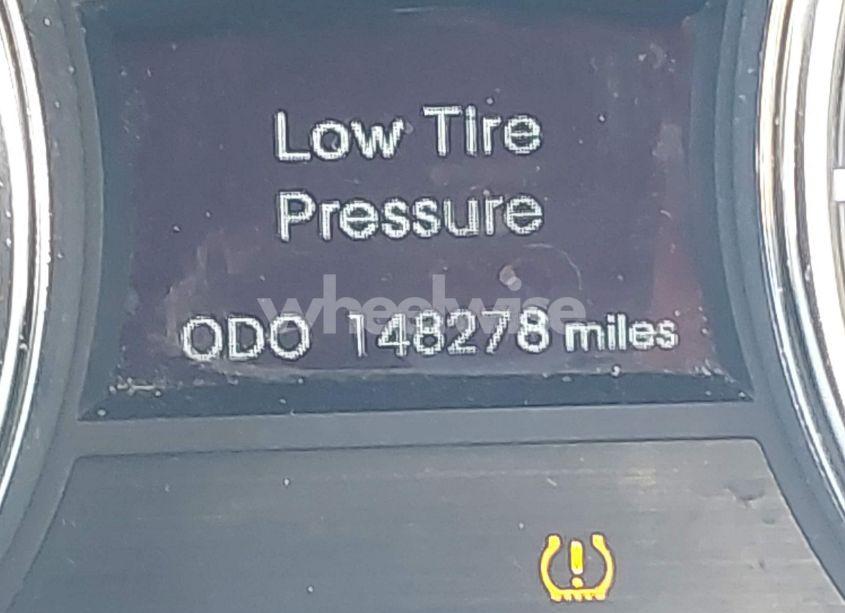 Low Tire
Pressure
wheelwise
ODO 148278 miles